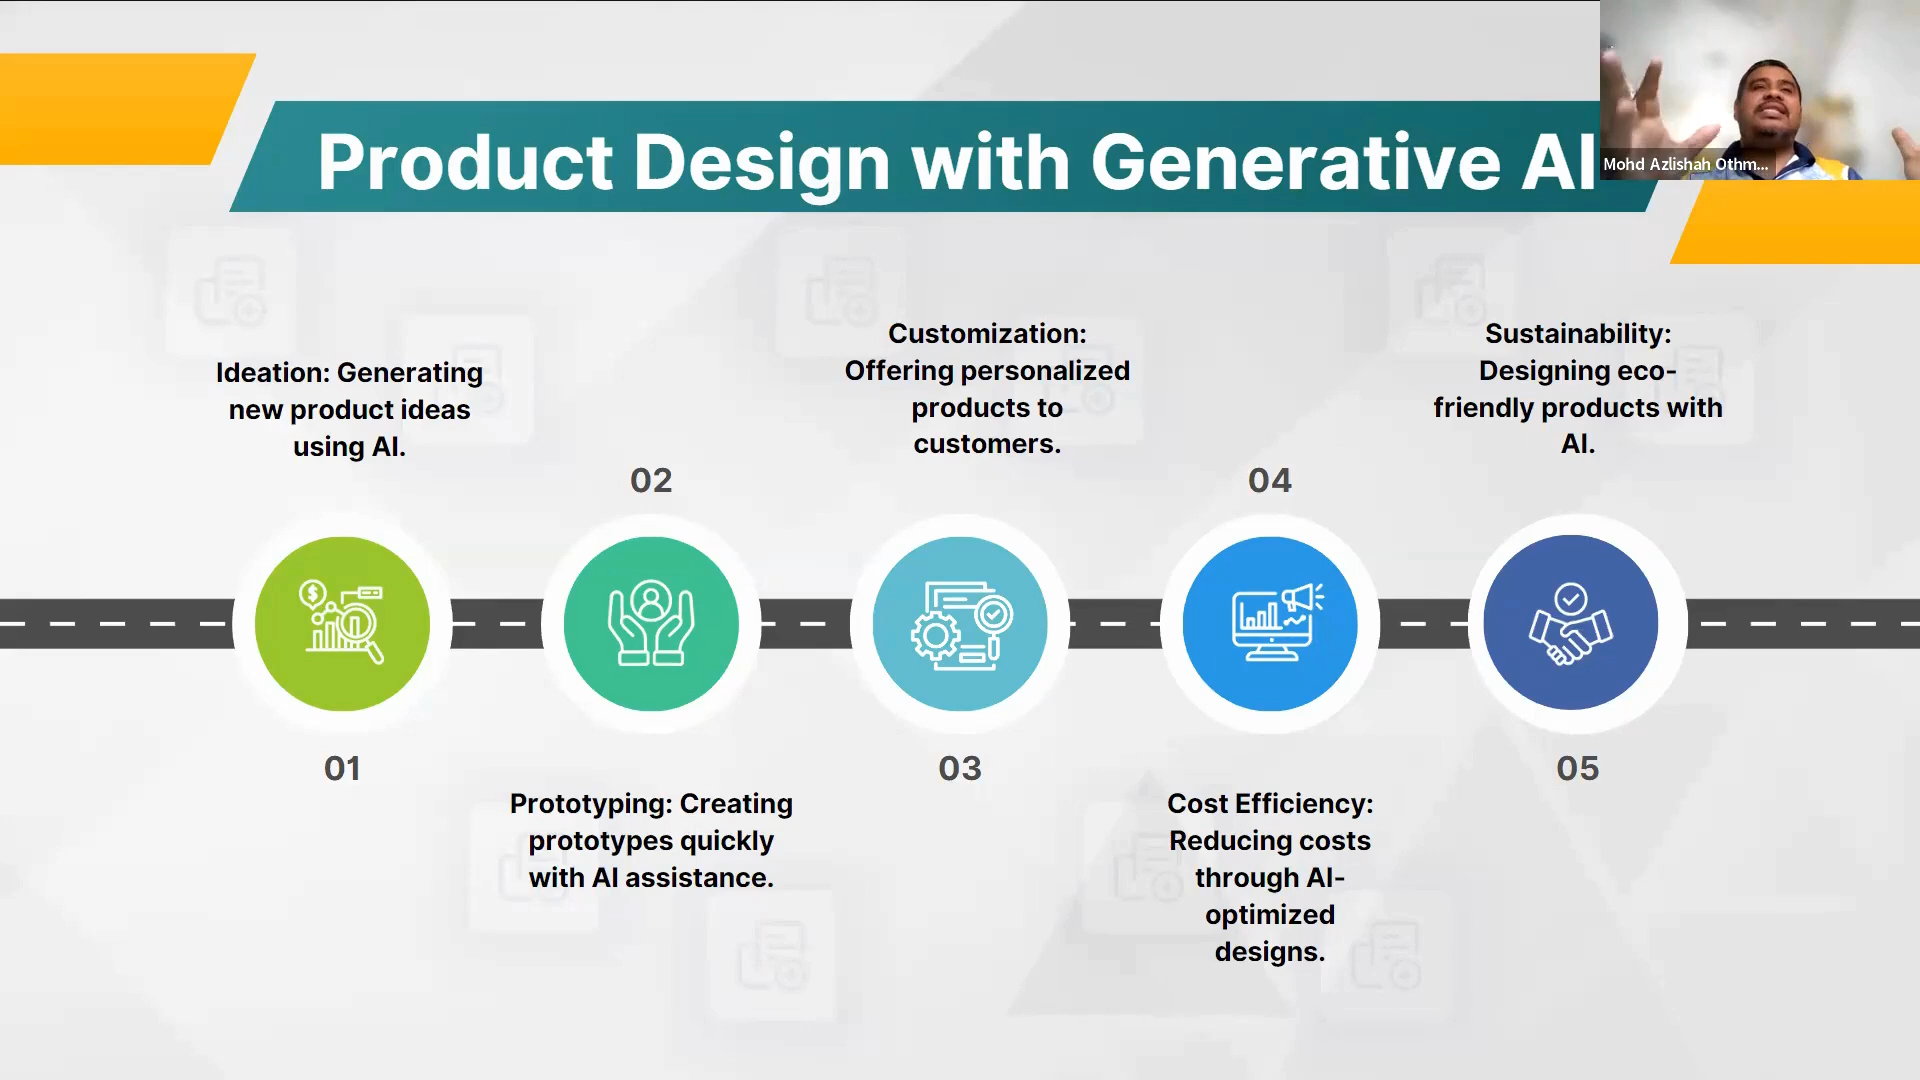 Product Design with Generative AI
Mohd Azlishah Othm...
Ideation: Generating
new product ideas
using AI.
01
02
Prototyping: Creating
prototypes quickly
with AI assistance.
Customization:
Offering personalized
products to
customers.
03
04
Cost Efficiency:
Reducing costs
through AI-
optimized
designs.
Sustainability:
Designing eco-
friendly products with
AI.
05